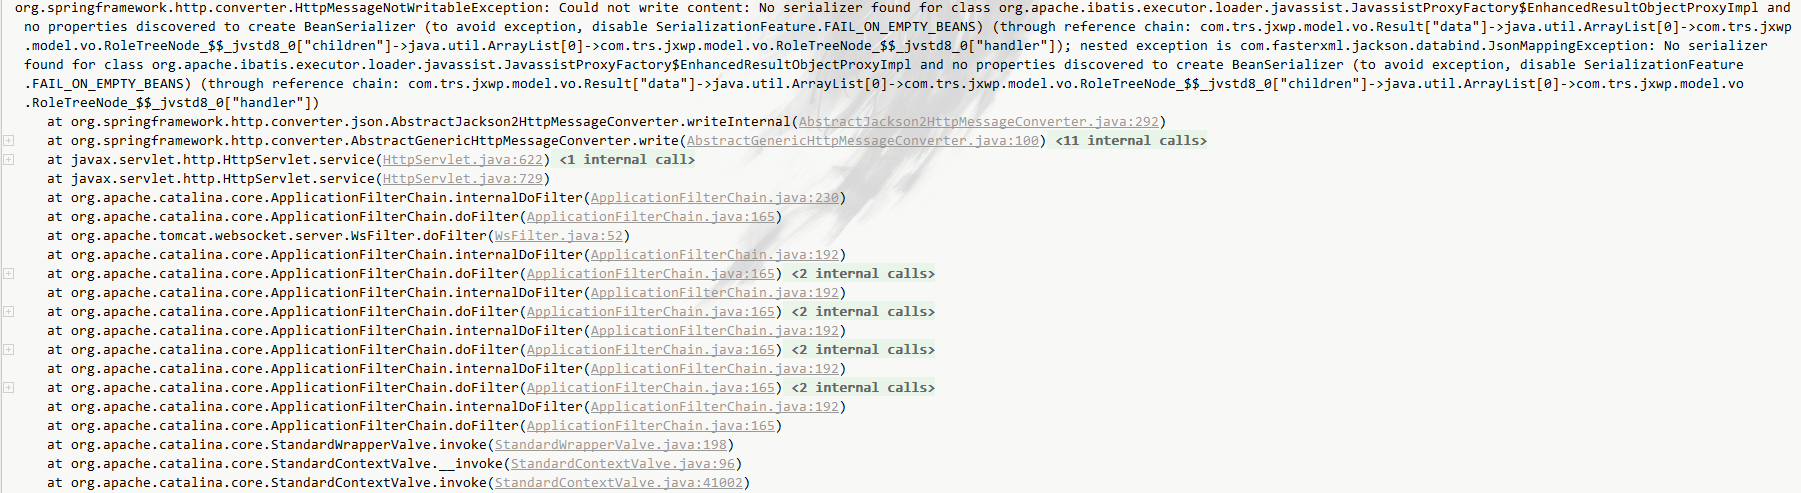 org.springframework.http.converter.HttpMessageNotWritableException: Could not write content: No serializer found for class org.apache.ibatis.executor.loader.javassist.JavassistProxyFactory$EnhancedResultObjectProxyImpl and
no properties discovered to create BeanSerializer (to avoid exception, disable SerializationFeature.FAIL_ON_EMPTY_BEANS) (through reference chain: com.trs.jxwp.model.vo.Result["data"]->java.util.ArrayList[0]->com.trs.jxwp
.model.vo.RoleTreeNode_$$_jvstd8_0["children"]->java.util.ArrayList[0]->com.trs.jxwp.model.vo.RoleTreeNode_$$_jvstd8_0["handler"]); nested exception is com.fasterxml.jackson.databind.JsonMappingException: No serializer
found for class org.apache.ibatis.executor.loader.javassist.JavassistProxyFactory$EnhancedResultObjectProxyImpl and no properties discovered to create BeanSerializer (to avoid exception, disable SerializationFeature
.FAIL_ON_EMPTY_BEANS) (through reference chain: com.trs.jxwp.model.vo.Result["data"]->java.util.ArrayList[0]->com.trs.jxwp.model.vo.RoleTreeNode_$$_jvstd8_0["children"]->java.util.ArrayList[0]->com.trs.jxwp.model.vo
.RoleTreeNode_$$_jvstd8_0["handler"])
at org.springframework.http.converter.json.AbstractJackson2HttpMessageConverter.writeInternal(AbstractJackson2HttpMessageConverter.java:292)
at org.springframework.http.converter.AbstractGenericHttpMessageConverter.write(AbstractGenericHttpMessageConverter.java:100) <11 internal calls>
at javax.servlet.http.HttpServlet.service(HttpServlet.java:622) <1 internal call>
at javax.servlet.http.HttpServlet.service(HttpServlet.java:729)
at org.apache.catalina.core.ApplicationFilterChain.internalDoFilter(ApplicationFilterChain.java:230)
at org.apache.catalina.core.ApplicationFilterChain.doFilter(ApplicationFilterChain.java:165)
at org.apache.tomcat.websocket.server.WsFilter.doFilter(WsFilter.java:52)
at org.apache.catalina.core.ApplicationFilterChain.internalDoFilter(ApplicationFilterChain.java:192)
at org.apache.catalina.core.ApplicationFilterChain.doFilter(ApplicationFilterChain.java:165) <2 internal calls>
at org.apache.catalina.core.ApplicationFilterChain.internalDoFilter(ApplicationFilterChain.java:192)
at org.apache.catalina.core.ApplicationFilterChain.doFilter(ApplicationFilterChain.java:165) <2 internal calls>
at org.apache.catalina.core.ApplicationFilterChain.internalDoFilter(ApplicationFilterChain.java:192)
at org.apache.catalina.core.ApplicationFilterChain.doFilter(ApplicationFilterChain.java:165) <2 internal calls>
at org.apache.catalina.core.ApplicationFilterChain.internalDoFilter(ApplicationFilterChain.java:192)
at org.apache.catalina.core.ApplicationFilterChain.doFilter(ApplicationFilterChain.java:165) <2 internal calls>
at org.apache.catalina.core.ApplicationFilterChain.internalDoFilter(ApplicationFilterChain.java:192)
at org.apache.catalina.core.ApplicationFilterChain.doFilter(ApplicationFilterChain.java:165)
at org.apache.catalina.core.StandardWrapperValve.invoke(StandardWrapperValve.java:198)
at org.apache.catalina.core.StandardContextValve.__invoke(StandardContextValve.java:96)
at org.apache.catalina.core.StandardContextValve.invoke(StandardContextValve.java:41002)